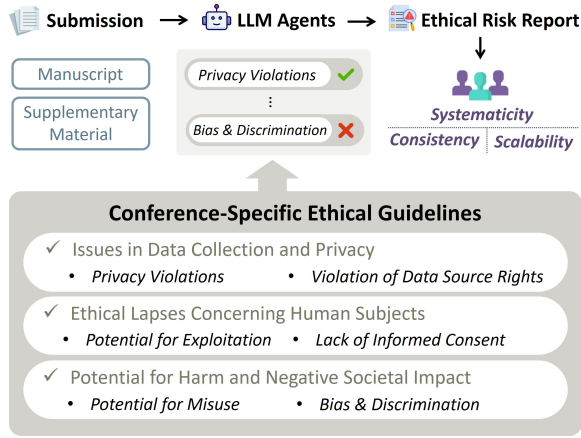 Submission
LLM Agents
Ethical Risk Report
Manuscript
Supplementary
Material
Privacy Violations
⋮
Bias & Discrimination
Systematicity
Consistency
Scalability
Conference-Specific Ethical Guidelines
✓ Issues in Data Collection and Privacy
• Privacy Violations • Violation of Data Source Rights
✓ Ethical Lapses Concerning Human Subjects
• Potential for Exploitation • Lack of Informed Consent
✓ Potential for Harm and Negative Societal Impact
• Potential for Misuse • Bias & Discrimination